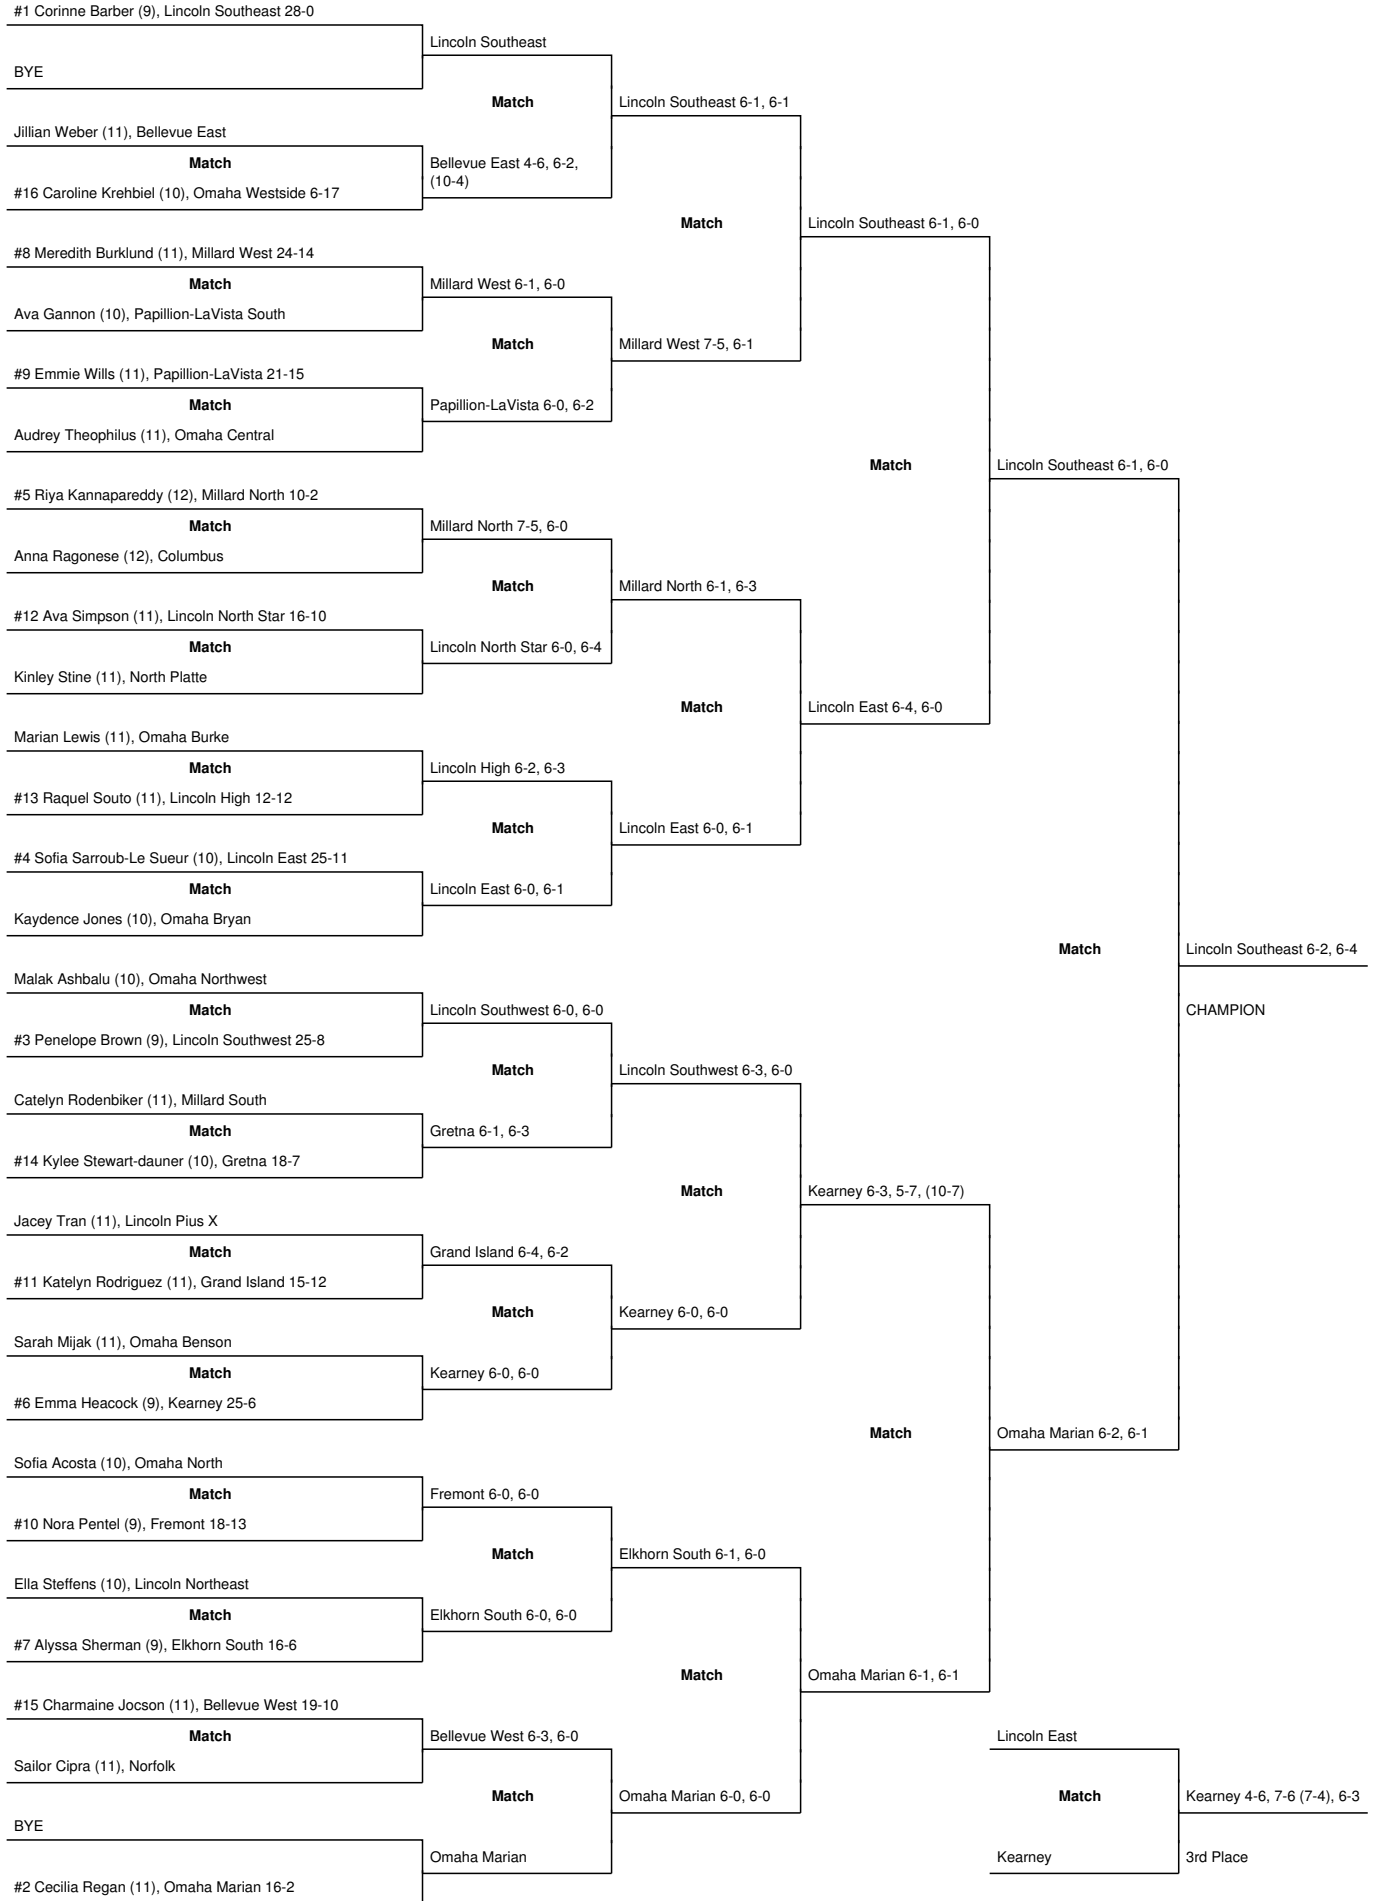 #1 Corinne Barber (9), Lincoln Southeast 28-0
Lincoln Southeast
BYE
Match
Lincoln Southeast 6-1, 6-1
Jillian Weber (11), Bellevue East
Match
Bellevue East 4-6, 6-2,
(10-4)
#16 Caroline Krehbiel (10), Omaha Westside 6-17
Match
Lincoln Southeast 6-1, 6-0
#8 Meredith Burklund (11), Millard West 24-14
Match
Millard West 6-1, 6-0
Ava Gannon (10), Papillion-LaVista South
Match
Millard West 7-5, 6-1
#9 Emmie Wills (11), Papillion-LaVista 21-15
Match
Papillion-LaVista 6-0, 6-2
Audrey Theophilus (11), Omaha Central
Match
Lincoln Southeast 6-1, 6-0
#5 Riya Kannapareddy (12), Millard North 10-2
Match
Millard North 7-5, 6-0
Anna Ragonese (12), Columbus
Match
Millard North 6-1, 6-3
#12 Ava Simpson (11), Lincoln North Star 16-10
Match
Lincoln North Star 6-0, 6-4
Kinley Stine (11), North Platte
Match
Lincoln East 6-4, 6-0
Marian Lewis (11), Omaha Burke
Match
Lincoln High 6-2, 6-3
#13 Raquel Souto (11), Lincoln High 12-12
Match
Lincoln East 6-0, 6-1
#4 Sofia Sarroub-Le Sueur (10), Lincoln East 25-11
Match
Lincoln East 6-0, 6-1
Kaydence Jones (10), Omaha Bryan
Match
Lincoln Southeast 6-2, 6-4
Malak Ashbalu (10), Omaha Northwest
Match
Lincoln Southwest 6-0, 6-0
CHAMPION
#3 Penelope Brown (9), Lincoln Southwest 25-8
Match
Lincoln Southwest 6-3, 6-0
Catelyn Rodenbiker (11), Millard South
Match
Gretna 6-1, 6-3
#14 Kylee Stewart-dauner (10), Gretna 18-7
Match
Kearney 6-3, 5-7, (10-7)
Jacey Tran (11), Lincoln Pius X
Match
Grand Island 6-4, 6-2
#11 Katelyn Rodriguez (11), Grand Island 15-12
Match
Kearney 6-0, 6-0
Sarah Mijak (11), Omaha Benson
Match
Kearney 6-0, 6-0
#6 Emma Heacock (9), Kearney 25-6
Match
Omaha Marian 6-2, 6-1
Sofia Acosta (10), Omaha North
Match
Fremont 6-0, 6-0
#10 Nora Pentel (9), Fremont 18-13
Match
Elkhorn South 6-1, 6-0
Ella Steffens (10), Lincoln Northeast
Match
Elkhorn South 6-0, 6-0
#7 Alyssa Sherman (9), Elkhorn South 16-6
Match
Omaha Marian 6-1, 6-1
#15 Charmaine Jocson (11), Bellevue West 19-10
Match
Bellevue West 6-3, 6-0
Lincoln East
Sailor Cipra (11), Norfolk
Match
Omaha Marian 6-0, 6-0
Match
Kearney 4-6, 7-6 (7-4), 6-3
BYE
Omaha Marian
Kearney
3rd Place
#2 Cecilia Regan (11), Omaha Marian 16-2